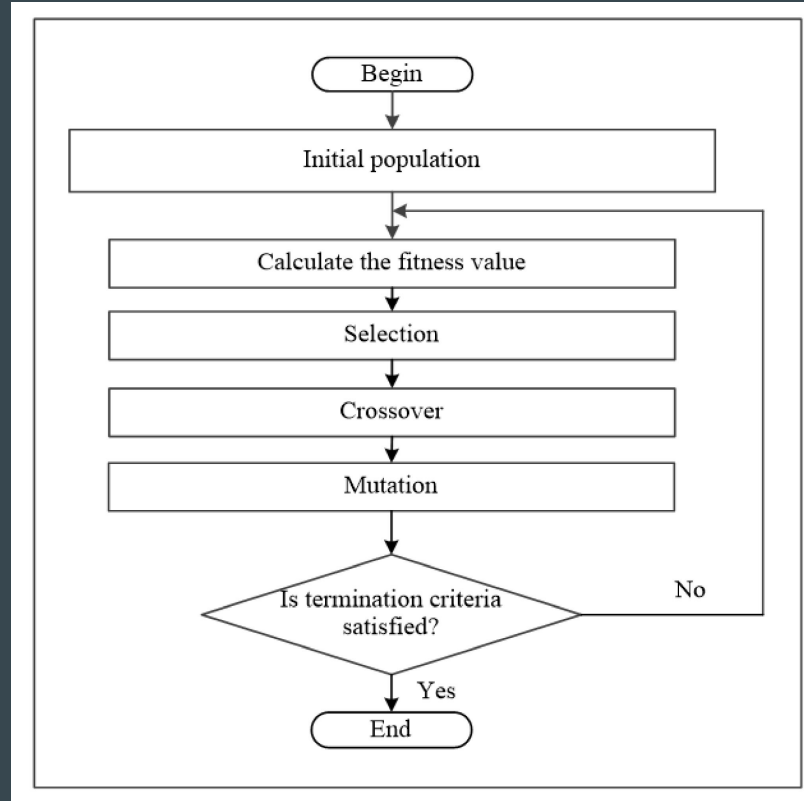 Begin
Initial population
Calculate the fitness value
Selection
Crossover
Mutation
Is termination criteria
satisfied?
No
Yes
End